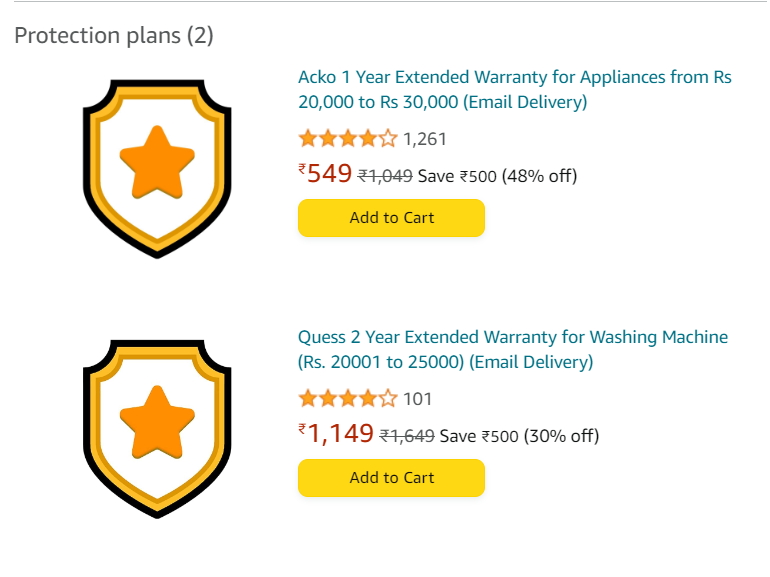 Protection plans (2)
Acko 1 Year Extended Warranty for Appliances from Rs
20,000 to Rs 30,000 (Email Delivery)
1,261
₹549 ₹1,049 Save ₹500 (48% off)
Add to Cart
Quess 2 Year Extended Warranty for Washing Machine
(Rs. 20001 to 25000) (Email Delivery)
101
₹1,149 ₹1,649 Save ₹500 (30% off)
Add to Cart